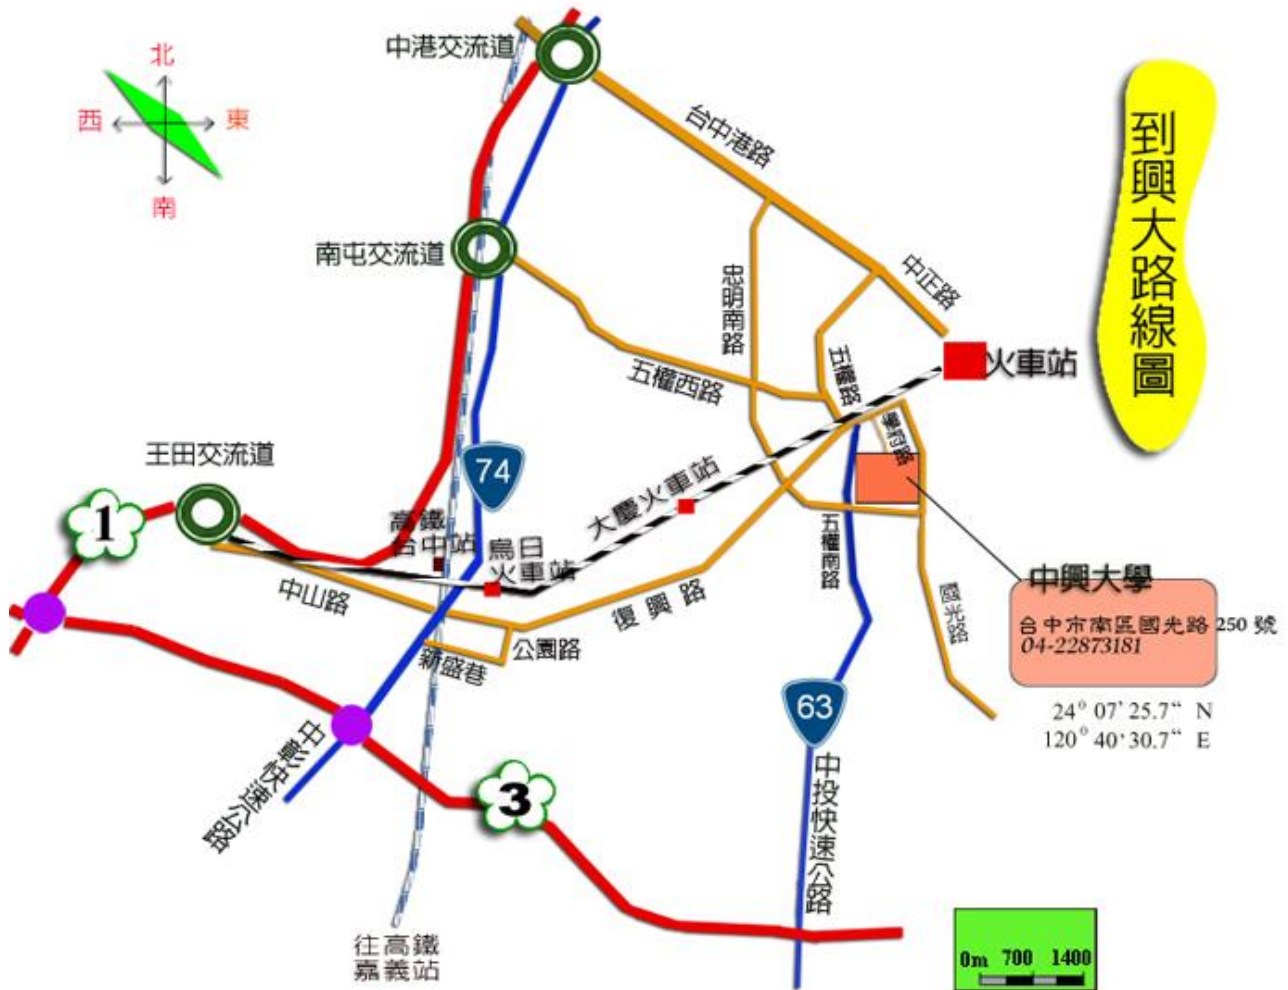 中港交流道
北
西
東
南
台中港路
到興大路線圖
南屯交流道
忠明南路
中正路
五權西路
五權路
火車站
王田交流道
74
1
大慶火車站
高鐵
台中站
烏日
火車站
五權南路
國光路
中山路
復興路
公園路
新盛巷
中興大學
台中市南區國光路250號
04-22873181
24° 07' 25.7“ N
120° 40' 30.7“ E
63
中彰快速公路
3
中投快速公路
往高鐵
嘉義站
0m 700 1400